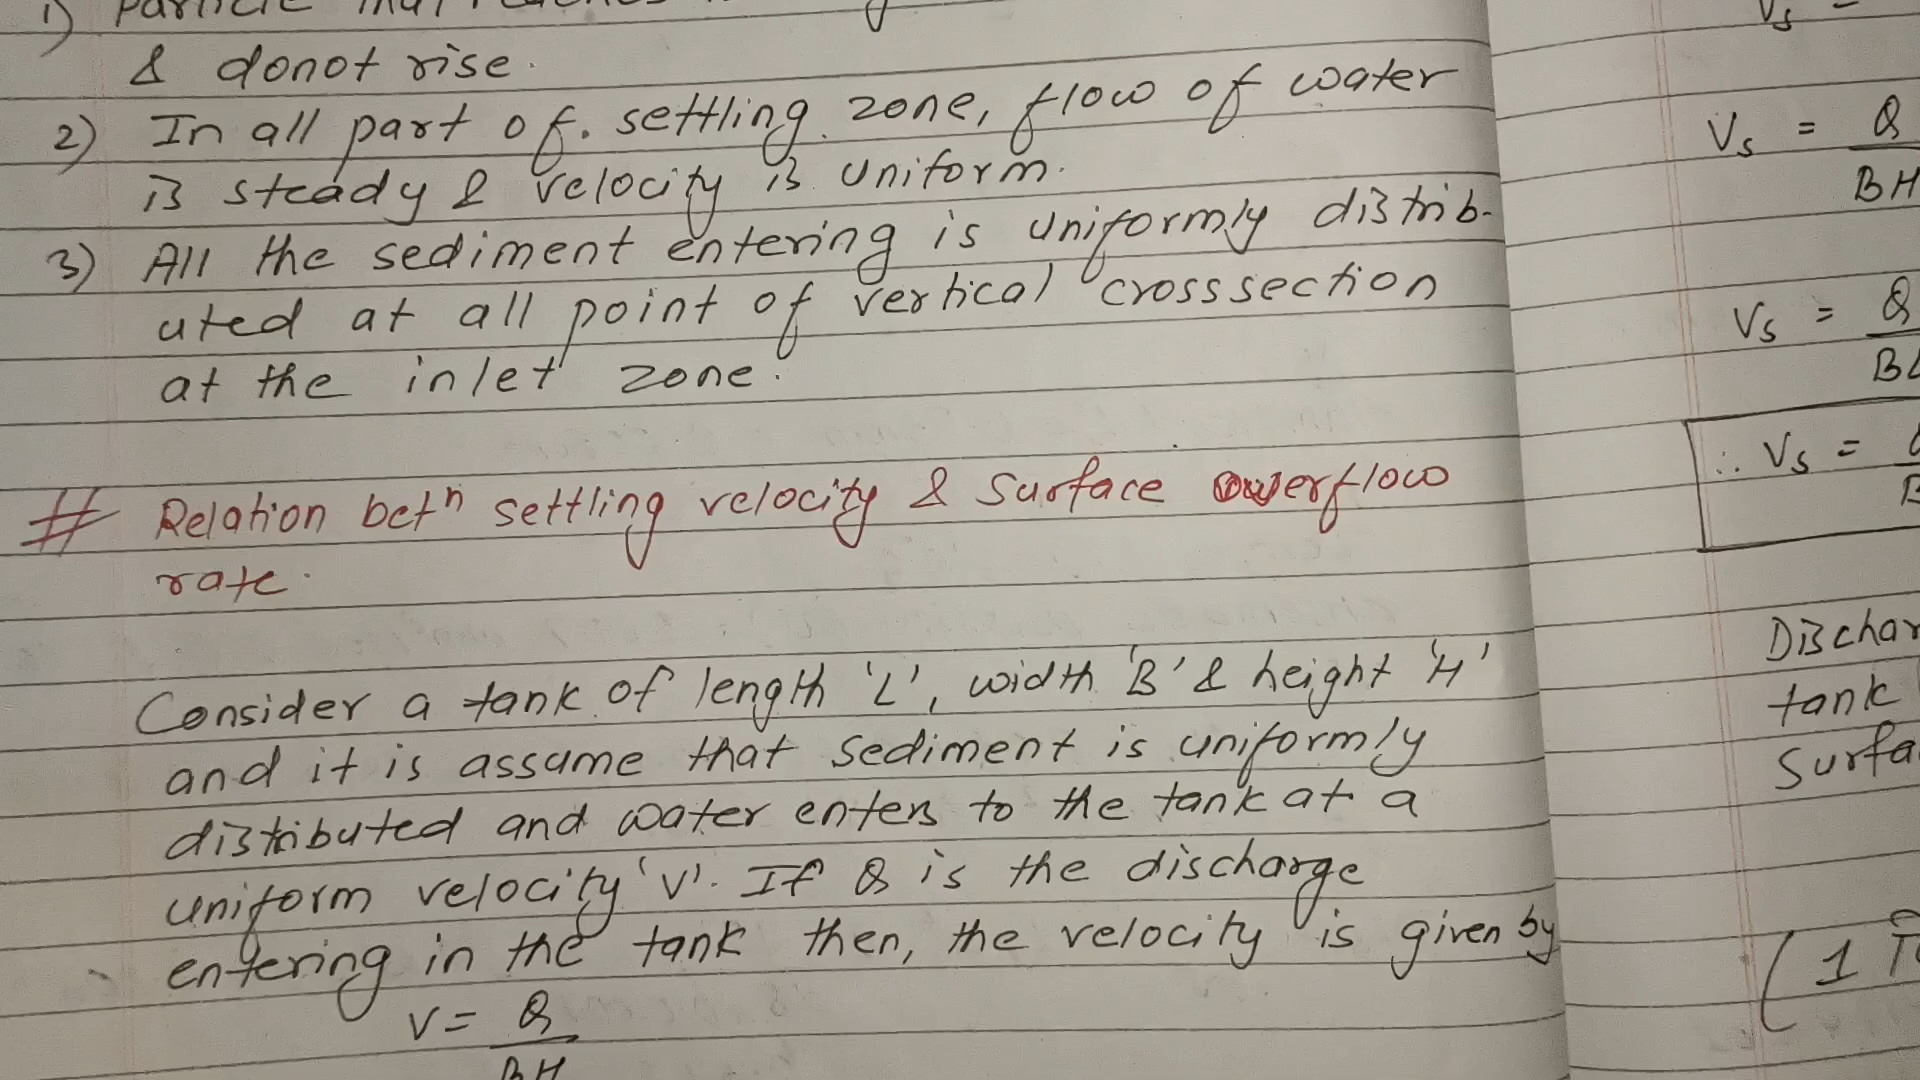 & donot rise.
2) In all part of. settling zone, flow of water
is steady & velocity is uniform.
3) All the sediment entering is uniformly distrib-
uted at all point of vertical crosssection
at the inlet zone.
# Relation betn settling velocity & surface overflow
rate.
Consider a tank of length 'L', width 'B' & height 'H'
and it is assume that sediment is uniformly
distributed and water enters to the tank at a
uniform velocity 'v'. If Q is the discharge
entering in the tank then, the velocity is given by
V = Q
BH
Vs =
Vs = Q
BH
Vs = Q
B
∴ Vs =
B
Dischar
tank
Surfa
(1